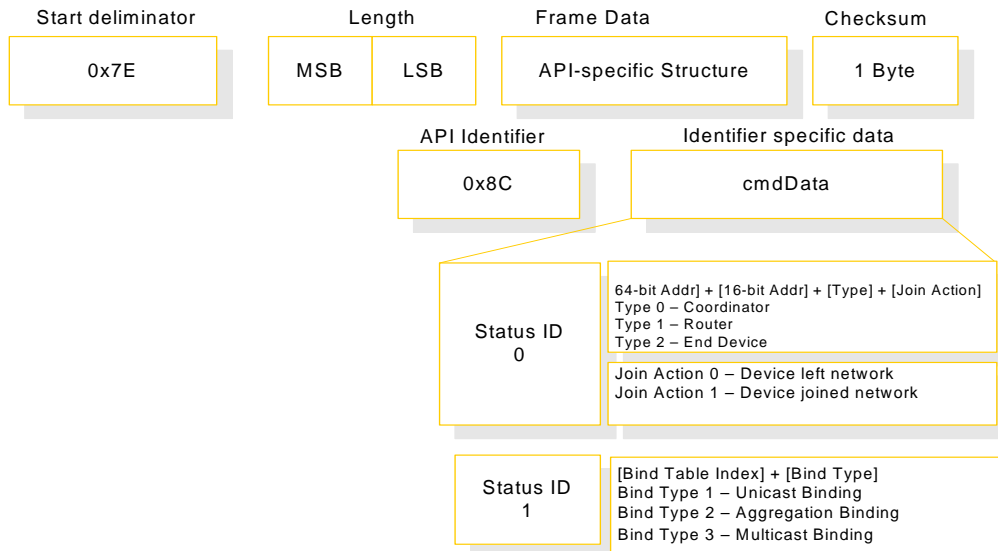 Start deliminator
Length
Frame Data
Checksum
0x7E
MSB
LSB
API-specific Structure
1 Byte
API Identifier
Identifier specific data
0x8C
cmdData
Status ID
0
64-bit Addr] + [16-bit Addr] + [Type] + [Join Action]
Type 0 – Coordinator
Type 1 – Router
Type 2 – End Device
Join Action 0 – Device left network
Join Action 1 – Device joined network
Status ID
1
[Bind Table Index] + [Bind Type]
Bind Type 1 – Unicast Binding
Bind Type 2 – Aggregation Binding
Bind Type 3 – Multicast Binding